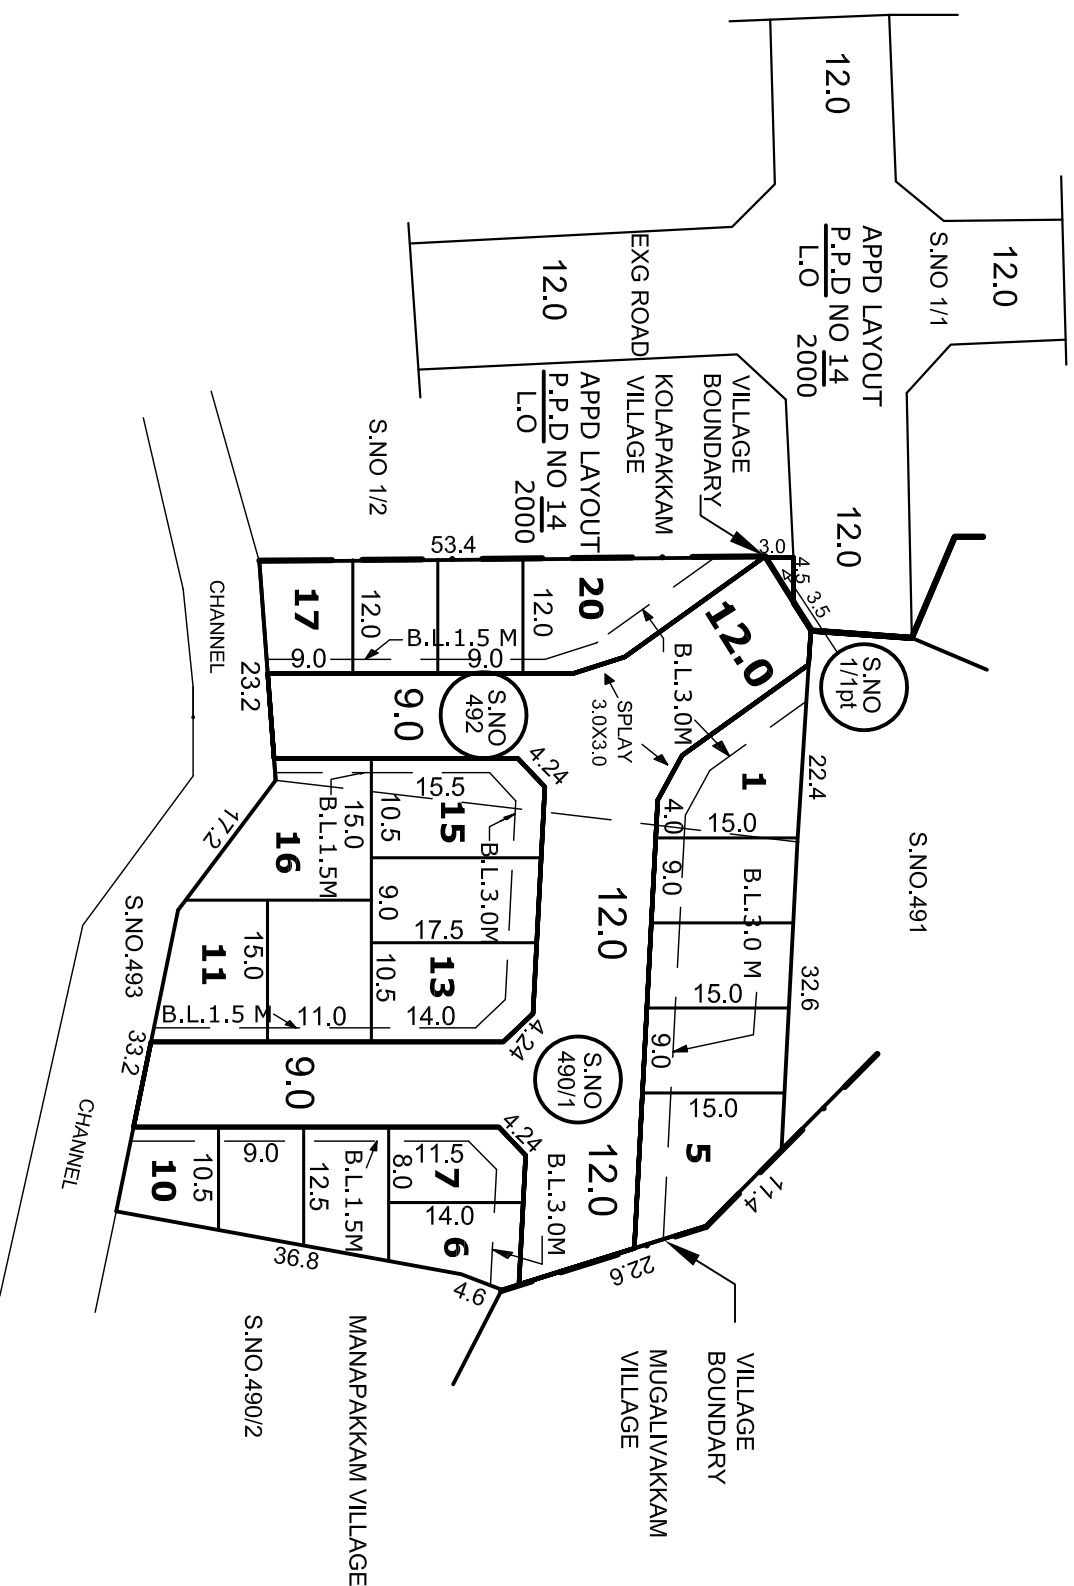 12.0
12.0
S.NO 1/1
APPD LAYOUT
P.P.D NO 14
L.O 2000
EXG ROAD
12.0
12.0
VILLAGE
BOUNDARY
KOLAPAKKAM
VILLAGE
APPD LAYOUT
P.P.D NO 14
L.O 2000
S.NO 1/2
53.4
3.0
4.5
3.5
S.NO
1/1pt
20
12.0
12.0
17
9.0
B.L.1.5 M
9.0
12.0
B.L.3.0M
SPLAY
3.0X3.0
CHANNEL
23.2
9.0
S.NO
492
4.24
1
22.4
S.NO.491
15.0
4.0
9.0
B.L.3.0 M
32.6
15.0
9.0
15.0
5
11.4
15.5
15
10.5
15.0
B.L.1.5M
16
17.2
B.L.3.0M
9.0
17.5
12.0
13
10.5
14.0
11.0
15.0
11
B.L.1.5 M
S.NO.493
33.2
4.24
S.NO
490/1
9.0
CHANNEL
4.24
12.0
B.L.3.0M
11.5
7
8.0
14.0
6
B.L.1.5M
12.5
9.0
10.5
10
36.8
4.6
22.6
S.NO.490/2
MANAPAKKAM VILLAGE
VILLAGE
BOUNDARY
MUGALIVAKKAM
VILLAGE